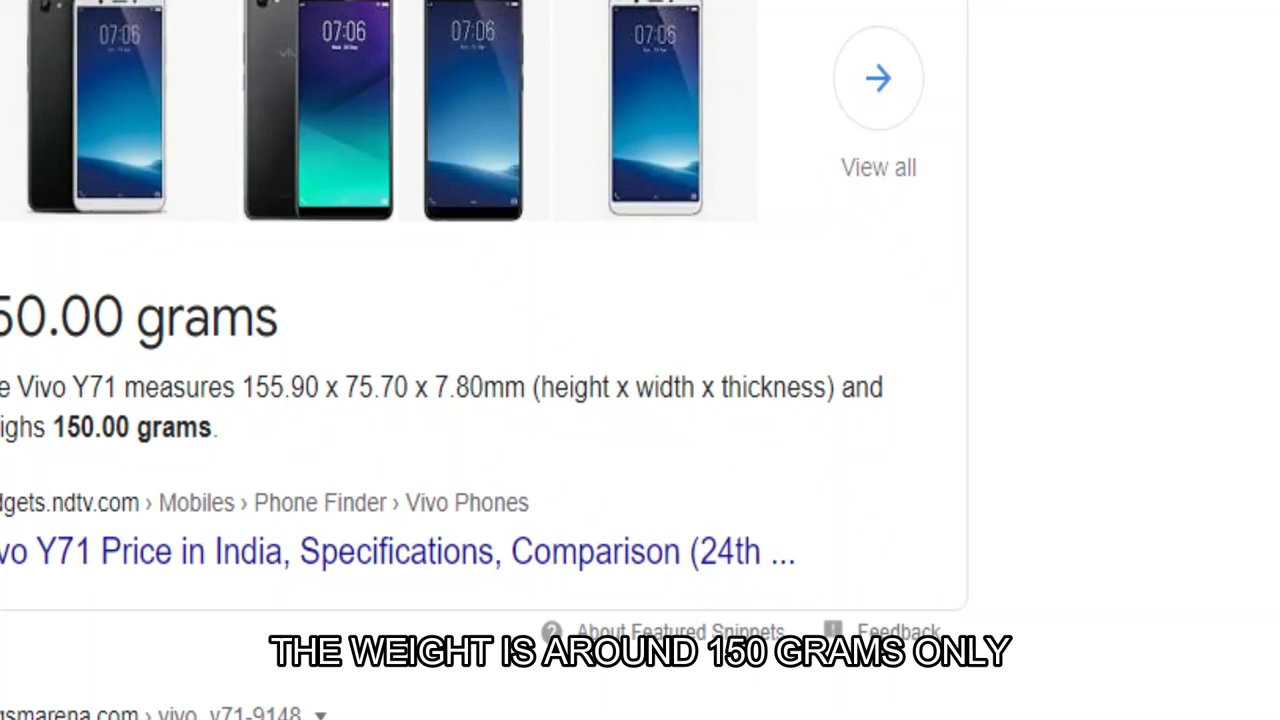 07:06
07:06
07:06
07:06
View all
50.00 grams
e Vivo Y71 measures 155.90 x 75.70 x 7.80mm (height x width x thickness) and
ighs 150.00 grams.
dgets.ndtv.com › Mobiles › Phone Finder › Vivo Phones
vo Y71 Price in India, Specifications, Comparison (24th ...
About Featured Snippets
Feedback
THE WEIGHT IS AROUND 150 GRAMS ONLY
gsmarena.com › vivo_y71-9148